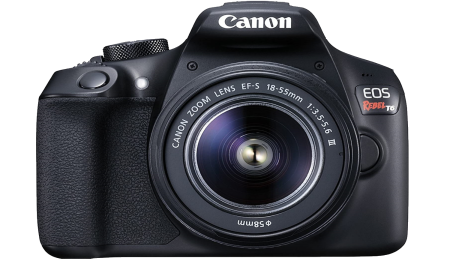 Canon
CANON ZOOM LENS EF-S 18-55mm 1:3.5-5.6 III
EOS
REBEL T6
Φ58mm